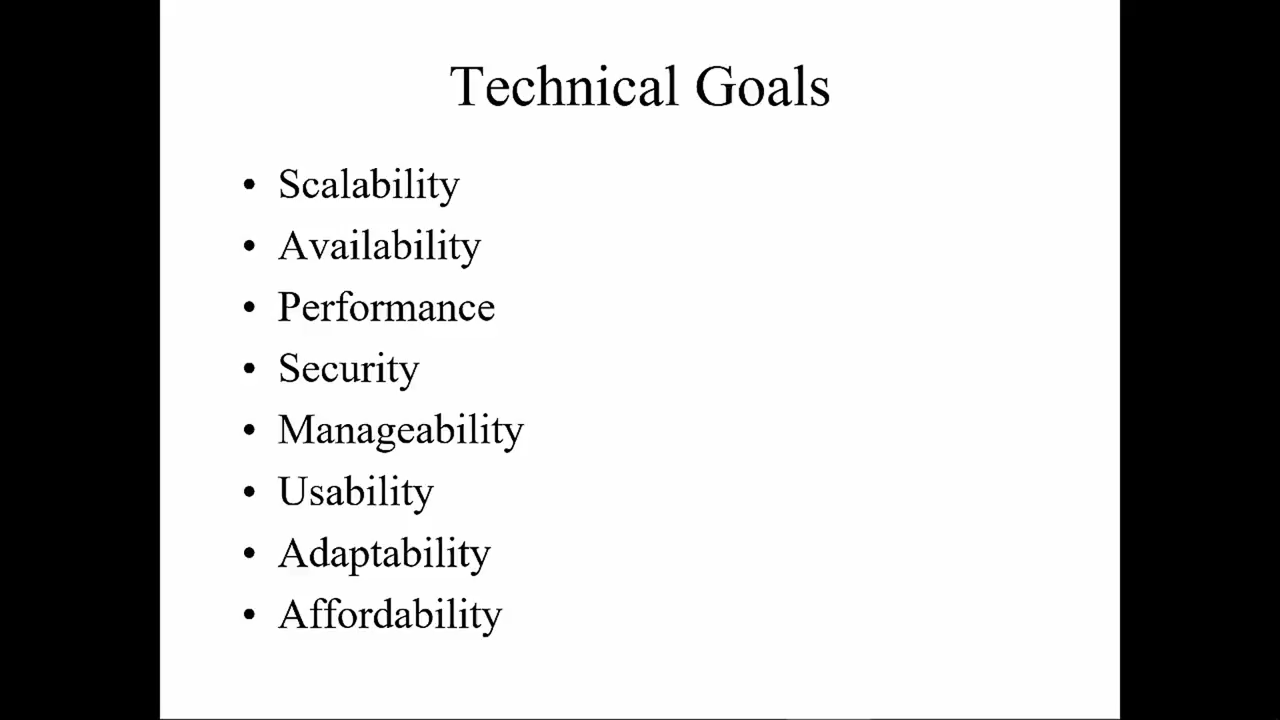 Technical Goals
• Scalability
• Availability
• Performance
• Security
• Manageability
• Usability
• Adaptability
• Affordability